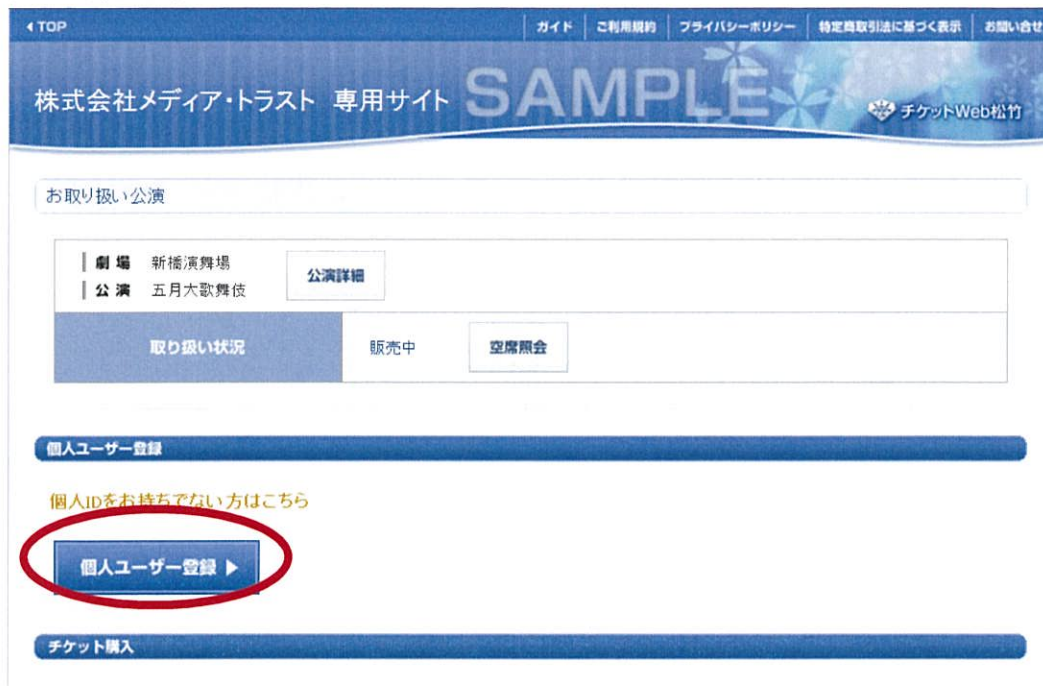 ◀TOP
ガイド ご利用規約 プライバシーポリシー 特定商取引法に基づく表示 お問い合せ
株式会社メディア・トラスト 専用サイト SAMPLE チケットWeb松竹
お取り扱い公演
劇場 新橋演舞場
公演詳細
公演 五月大歌舞伎
取り扱い状況 販売中 空席照会
個人ユーザー登録
個人IDをお持ちでない方はこちら
個人ユーザー登録 ▶
チケット購入